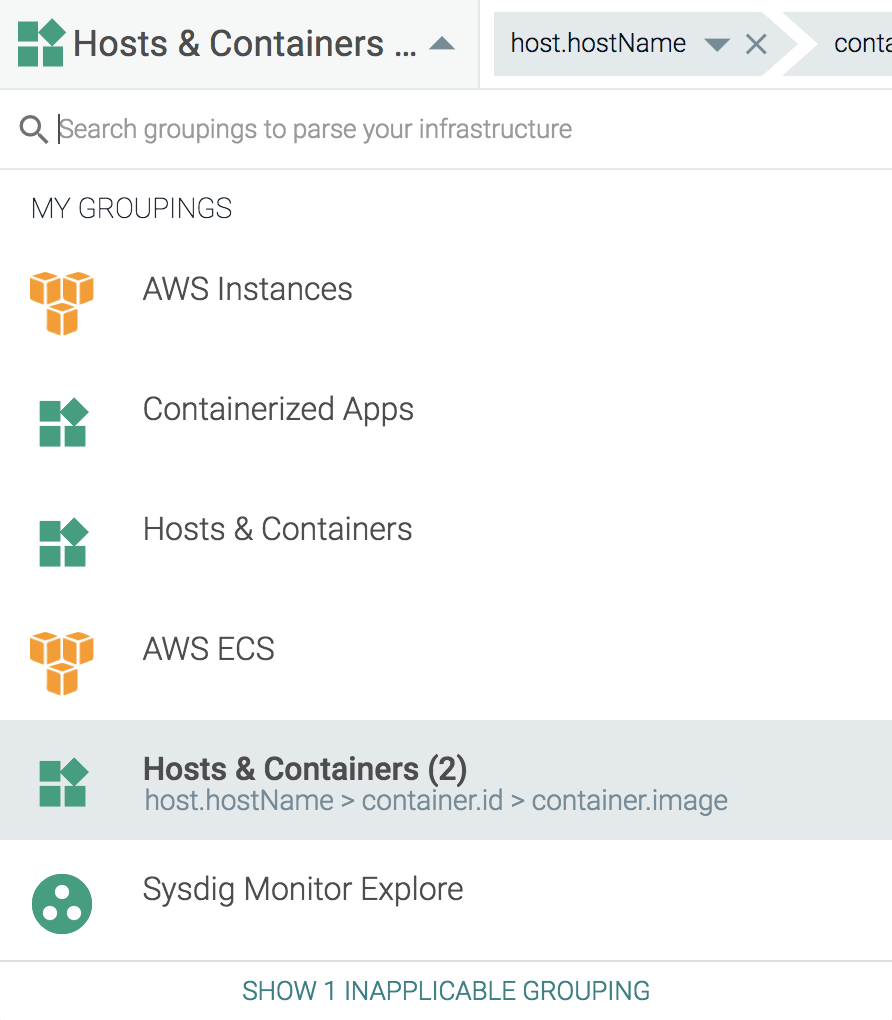 Hosts & Containers ...
host.hostName
conta
Search groupings to parse your infrastructure
MY GROUPINGS
AWS Instances
Containerized Apps
Hosts & Containers
AWS ECS
Hosts & Containers (2)
host.hostName > container.id > container.image
Sysdig Monitor Explore
SHOW 1 INAPPLICABLE GROUPING